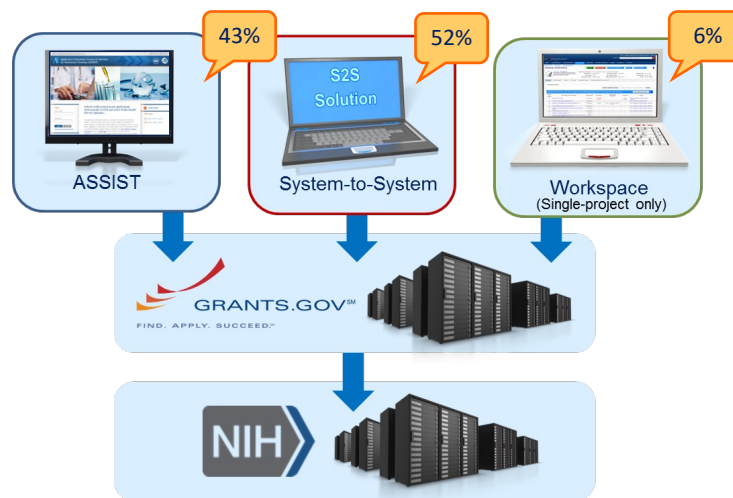 43%
52%
6%
S2S
Solution
ASSIST
System-to-System
Workspace
(Single-project only)
GRANTS.GOV℠
FIND. APPLY. SUCCEED.℠
NIH